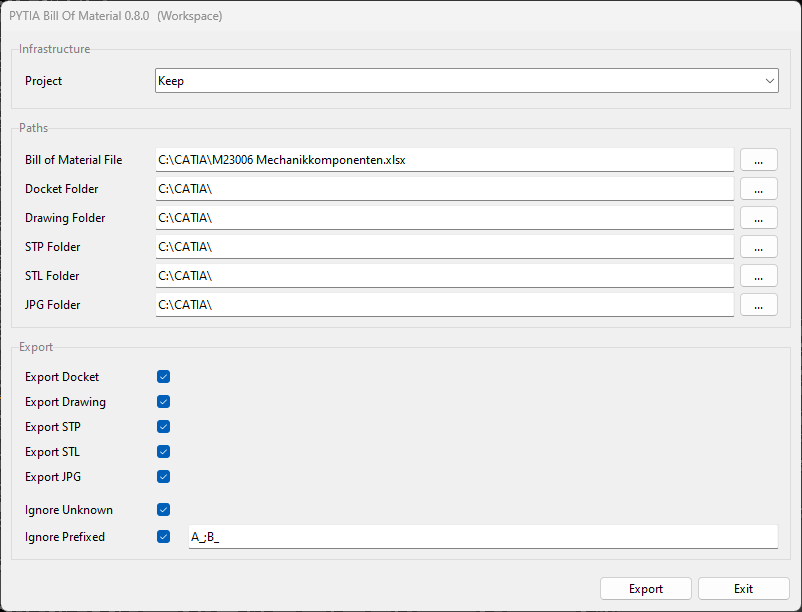 PYTIA Bill Of Material 0.8.0 (Workspace)
Infrastructure
Project Keep
Paths
Bill of Material File C:\CATIA\M23006 Mechanikkomponenten.xlsx ...
Docket Folder C:\CATIA\ ...
Drawing Folder C:\CATIA\ ...
STP Folder C:\CATIA\ ...
STL Folder C:\CATIA\ ...
JPG Folder C:\CATIA\ ...
Export
Export Docket
Export Drawing
Export STP
Export STL
Export JPG
Ignore Unknown
Ignore Prefixed A_;B_
Export Exit